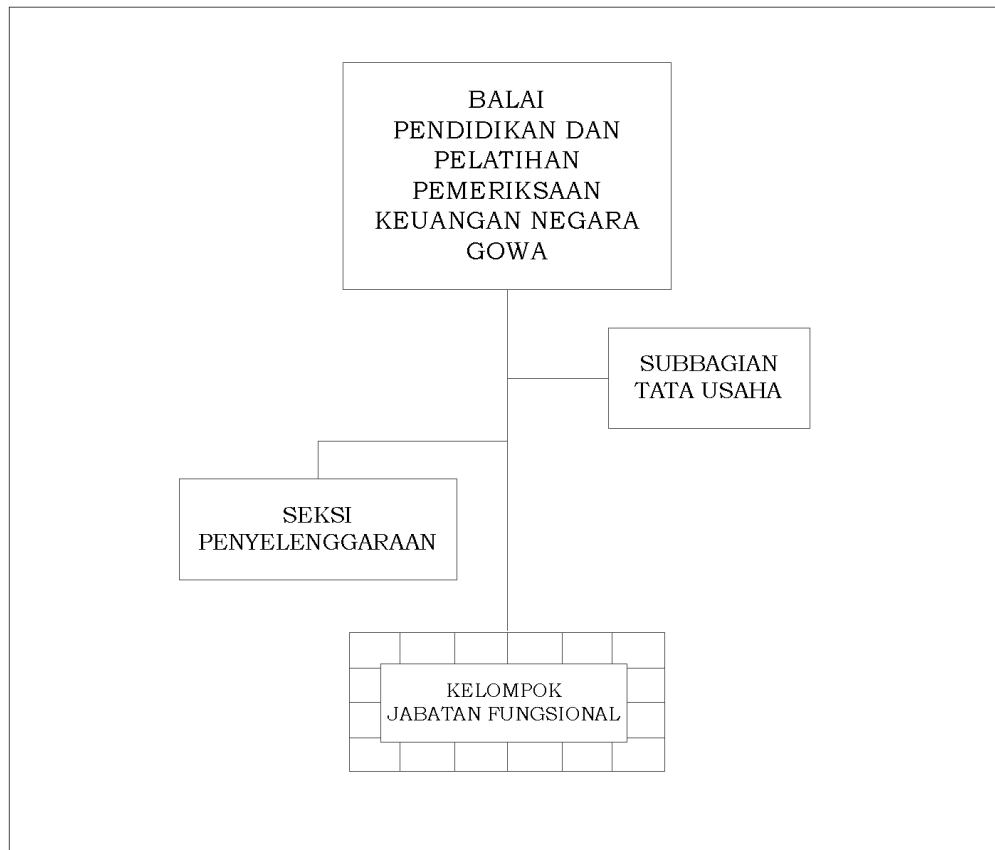 BALAI
PENDIDIKAN DAN
PELATIHAN
PEMERIKSAAN
KEUANGAN NEGARA
GOWA
SUBBAGIAN
TATA USAHA
SEKSI
PENYELENGGARAAN
KELOMPOK
JABATAN FUNGSIONAL